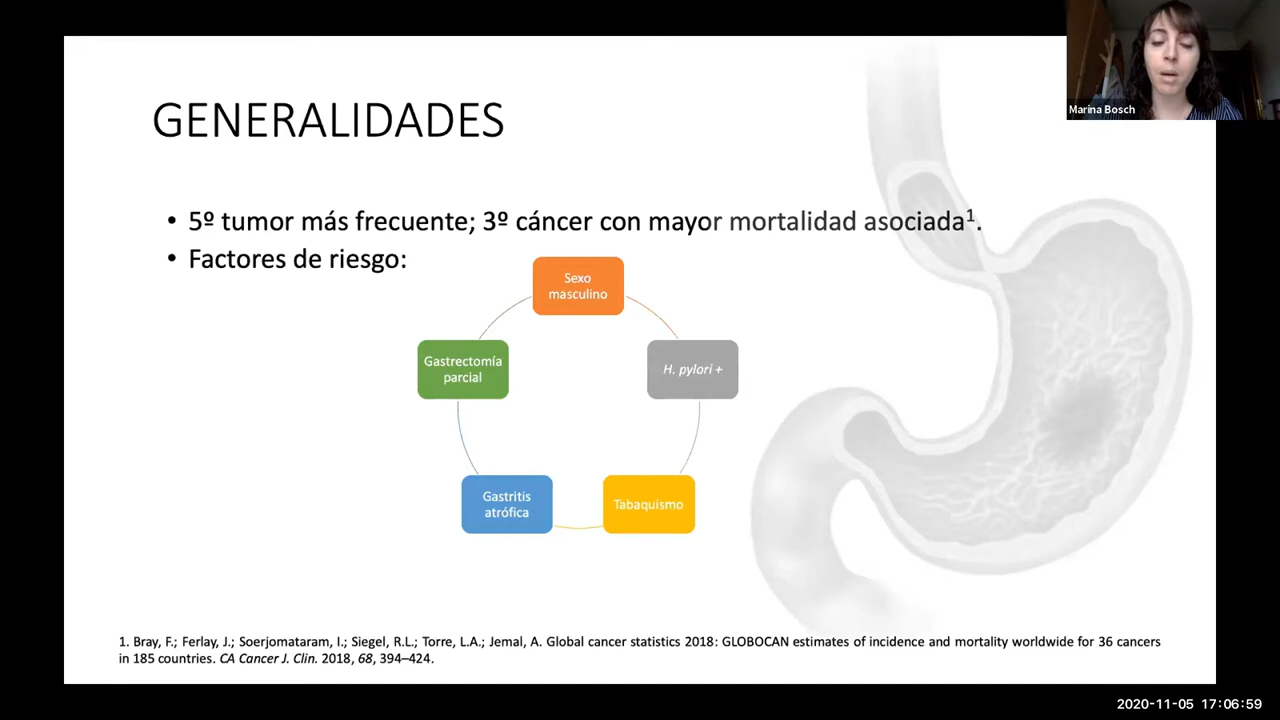 Marina Bosch
GENERALIDADES
• 5º tumor más frecuente; 3º cáncer con mayor mortalidad asociada¹.
• Factores de riesgo:
Sexo
masculino
H. pylori +
Tabaquismo
Gastritis
atrófica
Gastrectomía
parcial
1. Bray, F.; Ferlay, J.; Soerjomataram, I.; Siegel, R.L.; Torre, L.A.; Jemal, A. Global cancer statistics 2018: GLOBOCAN estimates of incidence and mortality worldwide for 36 cancers
in 185 countries. CA Cancer J. Clin. 2018, 68, 394–424.
2020-11-05 17:06:59